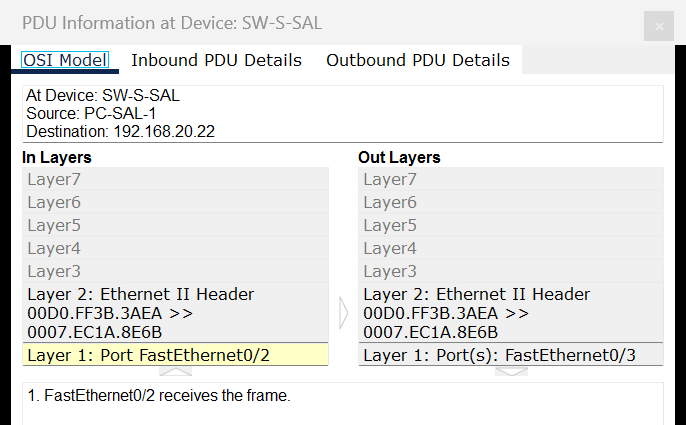 PDU Information at Device: SW-S-SAL
×
OSI Model Inbound PDU Details Outbound PDU Details
At Device: SW-S-SAL
Source: PC-SAL-1
Destination: 192.168.20.22
In Layers
Layer7
Layer6
Layer5
Layer4
Layer3
Layer 2: Ethernet II Header
00D0.FF3B.3AEA >>
0007.EC1A.8E6B
Layer 1: Port FastEthernet0/2
Out Layers
Layer7
Layer6
Layer5
Layer4
Layer3
Layer 2: Ethernet II Header
00D0.FF3B.3AEA >>
0007.EC1A.8E6B
Layer 1: Port(s): FastEthernet0/3
1. FastEthernet0/2 receives the frame.